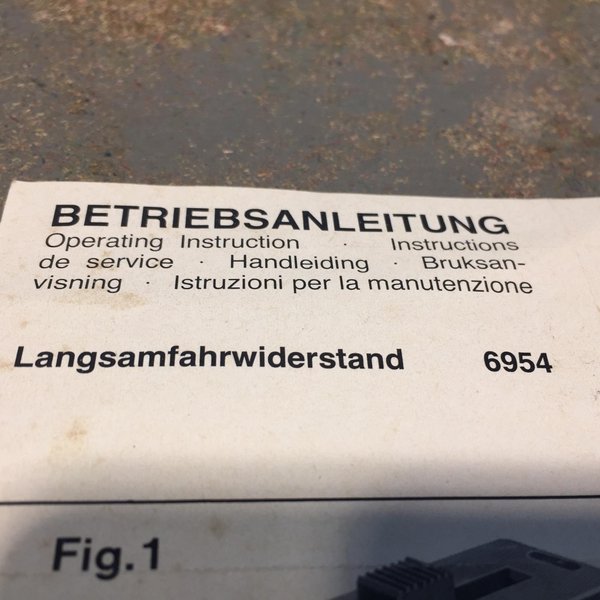 BETRIEBSANLEITUNG
Operating Instruction · Instructions
de service · Handleiding · Bruksan-
visning · Istruzioni per la manutenzione
Langsamfahrwiderstand 6954
Fig.1